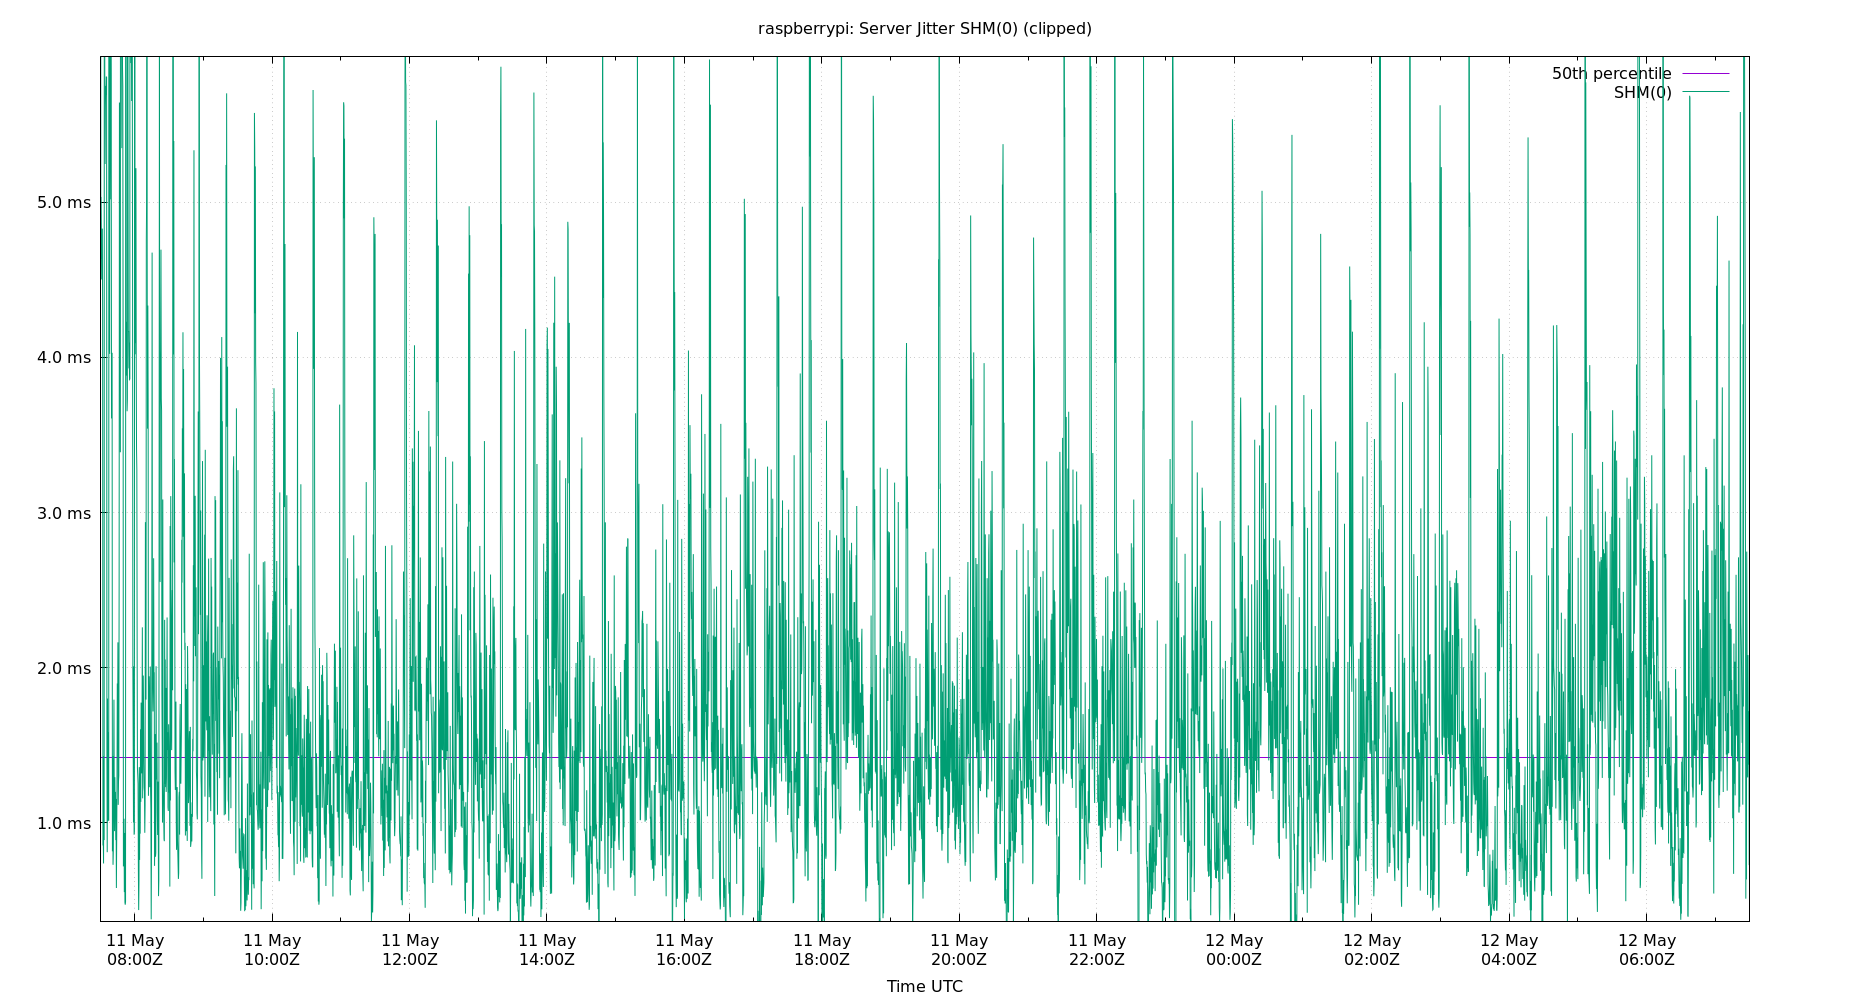 raspberrypi: Server Jitter SHM(0) (clipped)
50th percentile
SHM(0)
5.0 ms
4.0 ms
3.0 ms
2.0 ms
1.0 ms
11 May 11 May 11 May 11 May 11 May 11 May 11 May 11 May 12 May 12 May 12 May 12 May
08:00Z 10:00Z 12:00Z 14:00Z 16:00Z 18:00Z 20:00Z 22:00Z 00:00Z 02:00Z 04:00Z 06:00Z
Time UTC